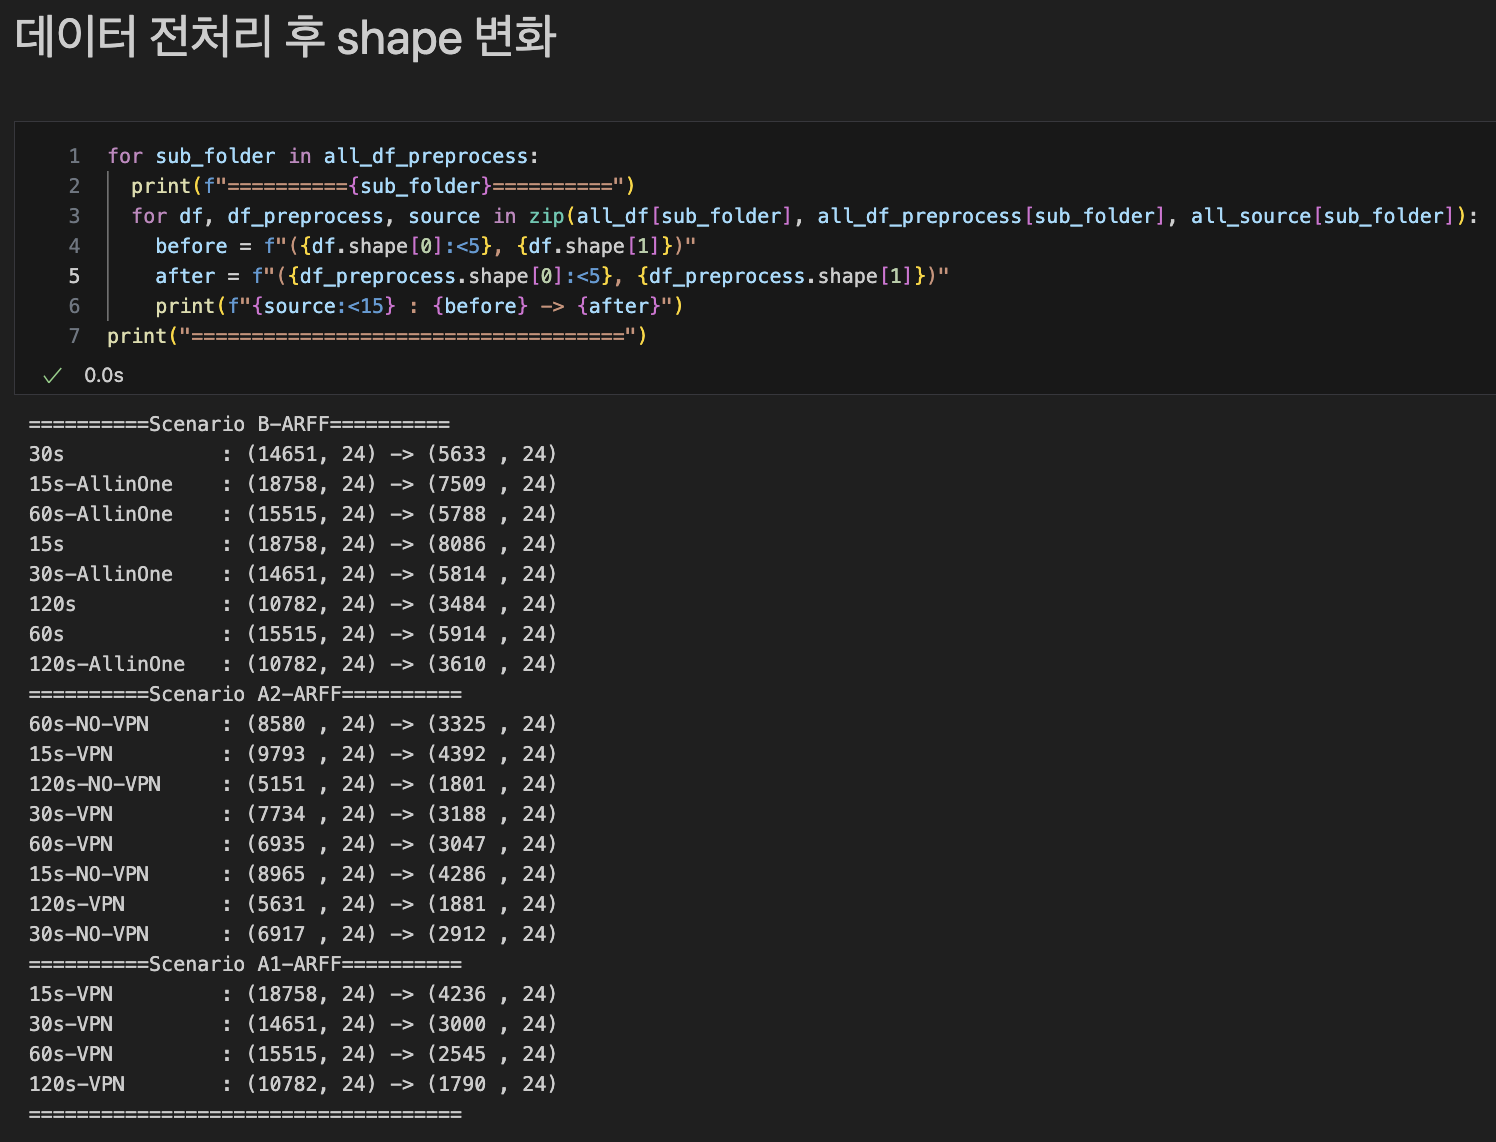 데이터 전처리 후 shape 변화
1 for sub_folder in all_df_preprocess:
2   print(f"=========={sub_folder}==========")
3   for df, df_preprocess, source in zip(all_df[sub_folder], all_df_preprocess[sub_folder], all_source[sub_folder]):
4     before = f"({df.shape[0]:<5}, {df.shape[1]})"
5     after = f"({df_preprocess.shape[0]:<5}, {df_preprocess.shape[1]})"
6     print(f"{source:<15} : {before} -> {after}")
7 print("====================================")
✓ 0.0s
==========Scenario B-ARFF==========
30s             : (14651, 24) -> (5633 , 24)
15s-AllinOne    : (18758, 24) -> (7509 , 24)
60s-AllinOne    : (15515, 24) -> (5788 , 24)
15s             : (18758, 24) -> (8086 , 24)
30s-AllinOne    : (14651, 24) -> (5814 , 24)
120s            : (10782, 24) -> (3484 , 24)
60s             : (15515, 24) -> (5914 , 24)
120s-AllinOne   : (10782, 24) -> (3610 , 24)
==========Scenario A2-ARFF==========
60s-NO-VPN      : (8580 , 24) -> (3325 , 24)
15s-VPN         : (9793 , 24) -> (4392 , 24)
120s-NO-VPN     : (5151 , 24) -> (1801 , 24)
30s-VPN         : (7734 , 24) -> (3188 , 24)
60s-VPN         : (6935 , 24) -> (3047 , 24)
15s-NO-VPN      : (8965 , 24) -> (4286 , 24)
120s-VPN        : (5631 , 24) -> (1881 , 24)
30s-NO-VPN      : (6917 , 24) -> (2912 , 24)
==========Scenario A1-ARFF==========
15s-VPN         : (18758, 24) -> (4236 , 24)
30s-VPN         : (14651, 24) -> (3000 , 24)
60s-VPN         : (15515, 24) -> (2545 , 24)
120s-VPN        : (10782, 24) -> (1790 , 24)
====================================